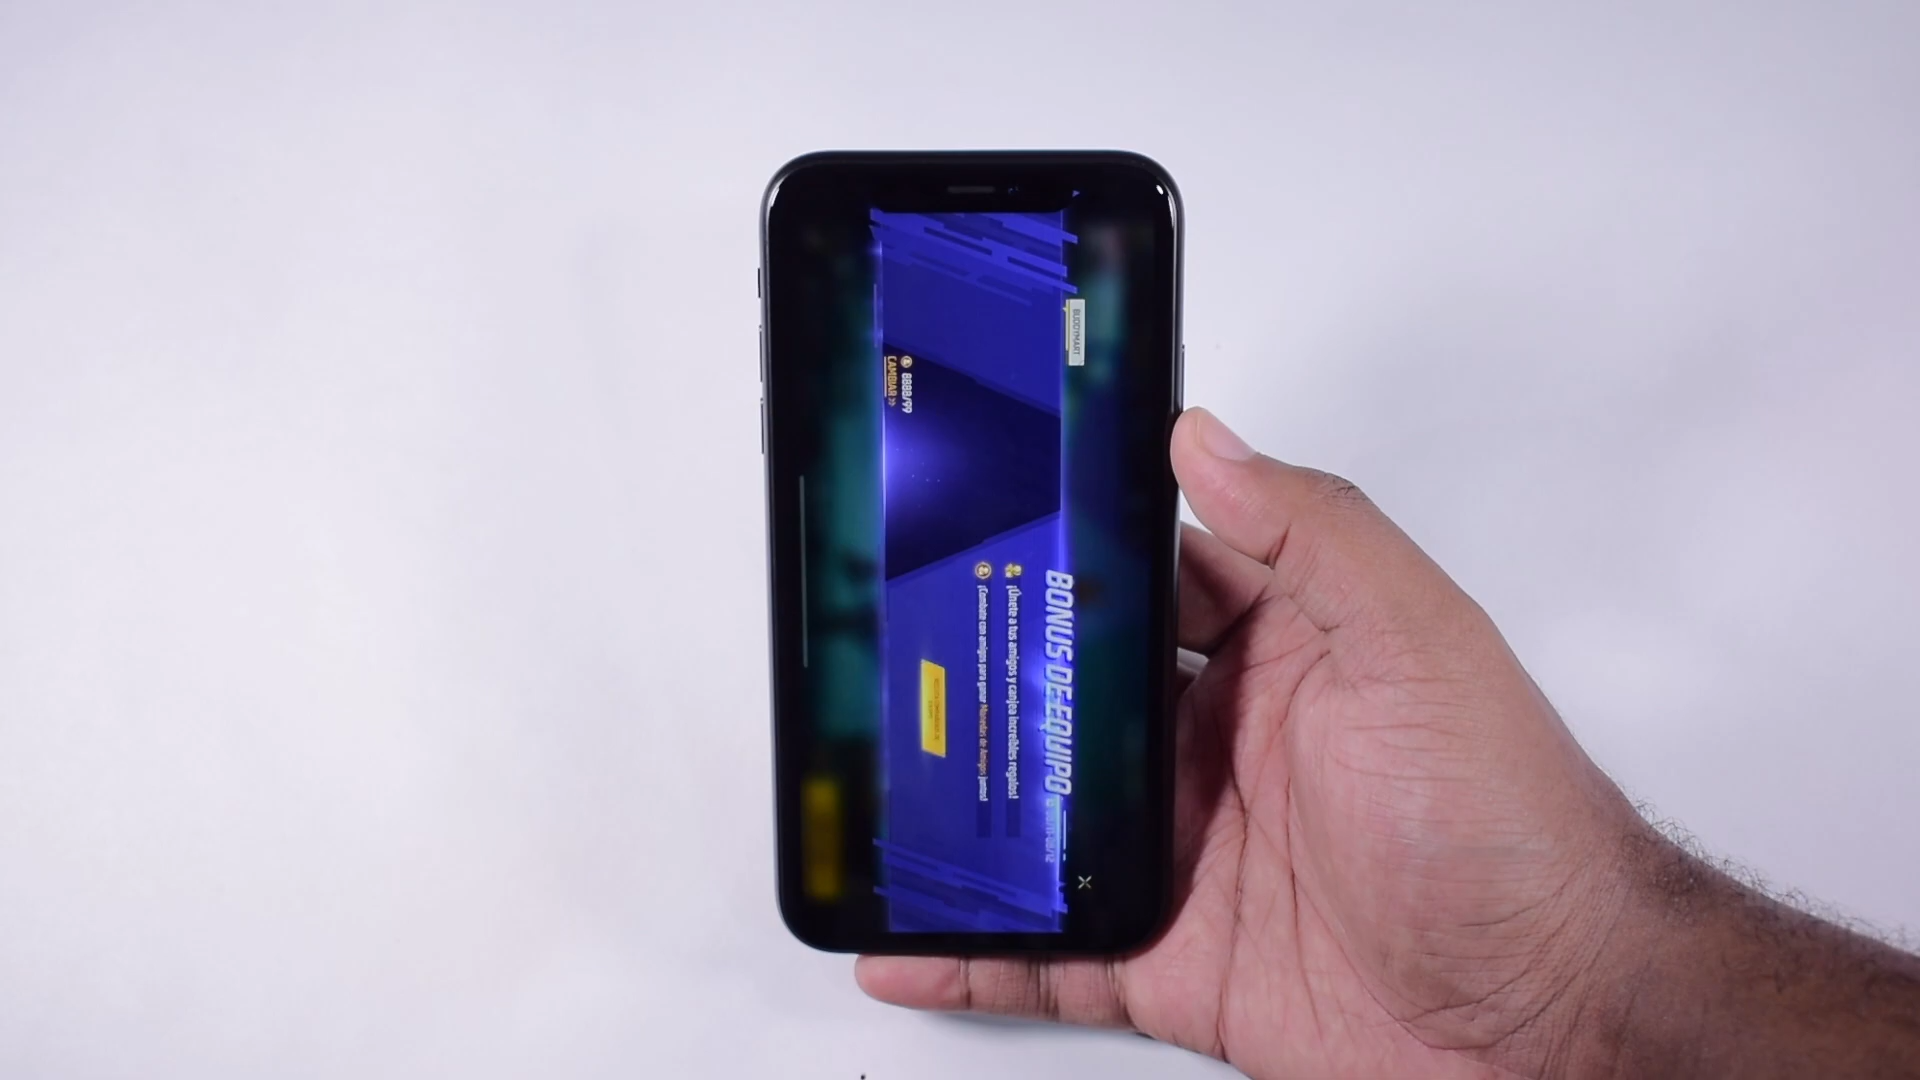 BUDDYMART
BONUS DE EQUIPO
¡Únete a tus amigos y canjea increíbles regalos!
¡Combate con amigos para ganar Monedas de Amigos juntos!
8888/99
CAMBIAR >>